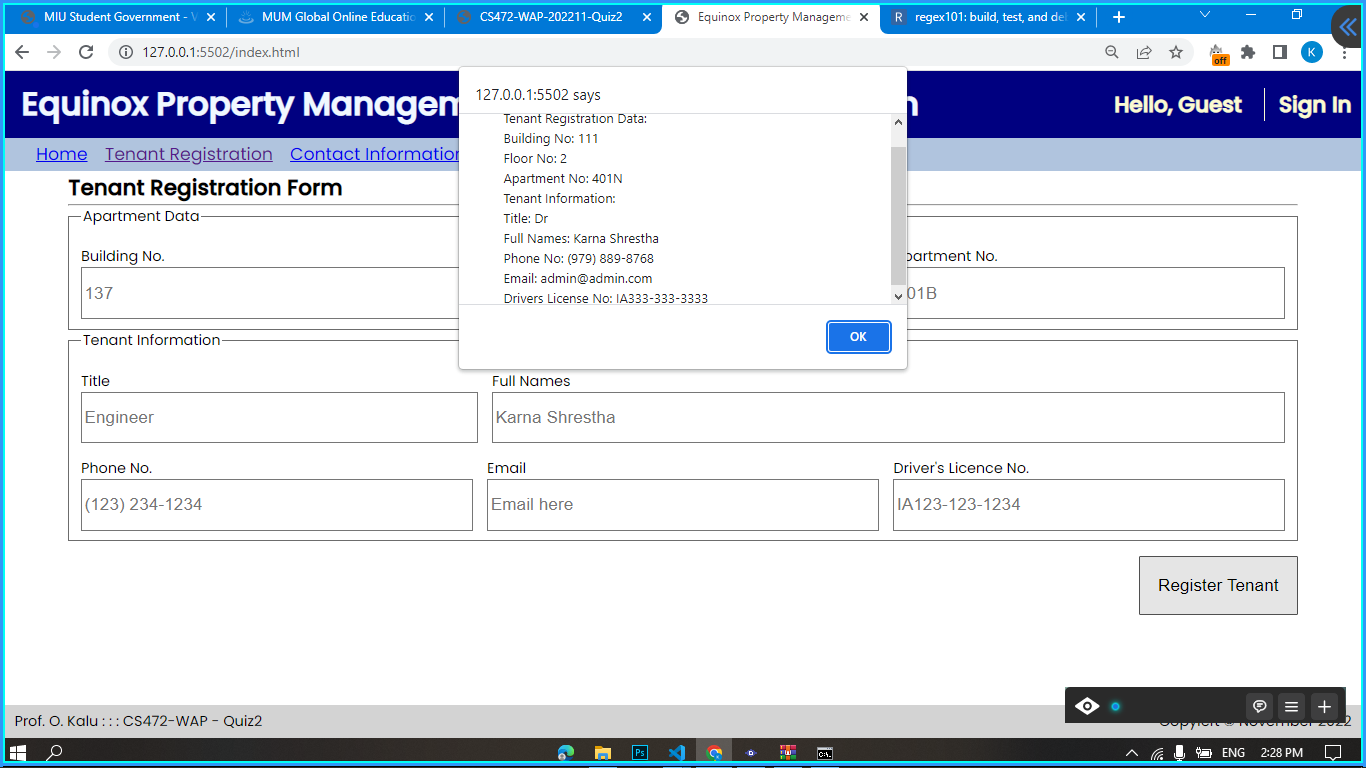 MIU Student Government - V
MUM Global Online Educatio
CS472-WAP-202211-Quiz2
Equinox Property Manageme
regex101: build, test, and del
127.0.0.1:5502/index.html
off
K
Equinox Property Managem
n
Hello, Guest
Sign In
Home
Tenant Registration
Contact Information
127.0.0.1:5502 says
Tenant Registration Data:
Building No: 111
Floor No: 2
Apartment No: 401N
Tenant Information:
Title: Dr
Full Names: Karna Shrestha
Phone No: (979) 889-8768
Email: admin@admin.com
Drivers License No: IA333-333-3333
OK
Tenant Registration Form
Apartment Data
Building No.
partment No.
137
01B
Tenant Information
Title
Full Names
Engineer
Karna Shrestha
Phone No.
Email
Driver's Licence No.
(123) 234-1234
Email here
IA123-123-1234
Register Tenant
Prof. O. Kalu : : : CS472-WAP - Quiz2
2022
Ps
ENG
2:28 PM